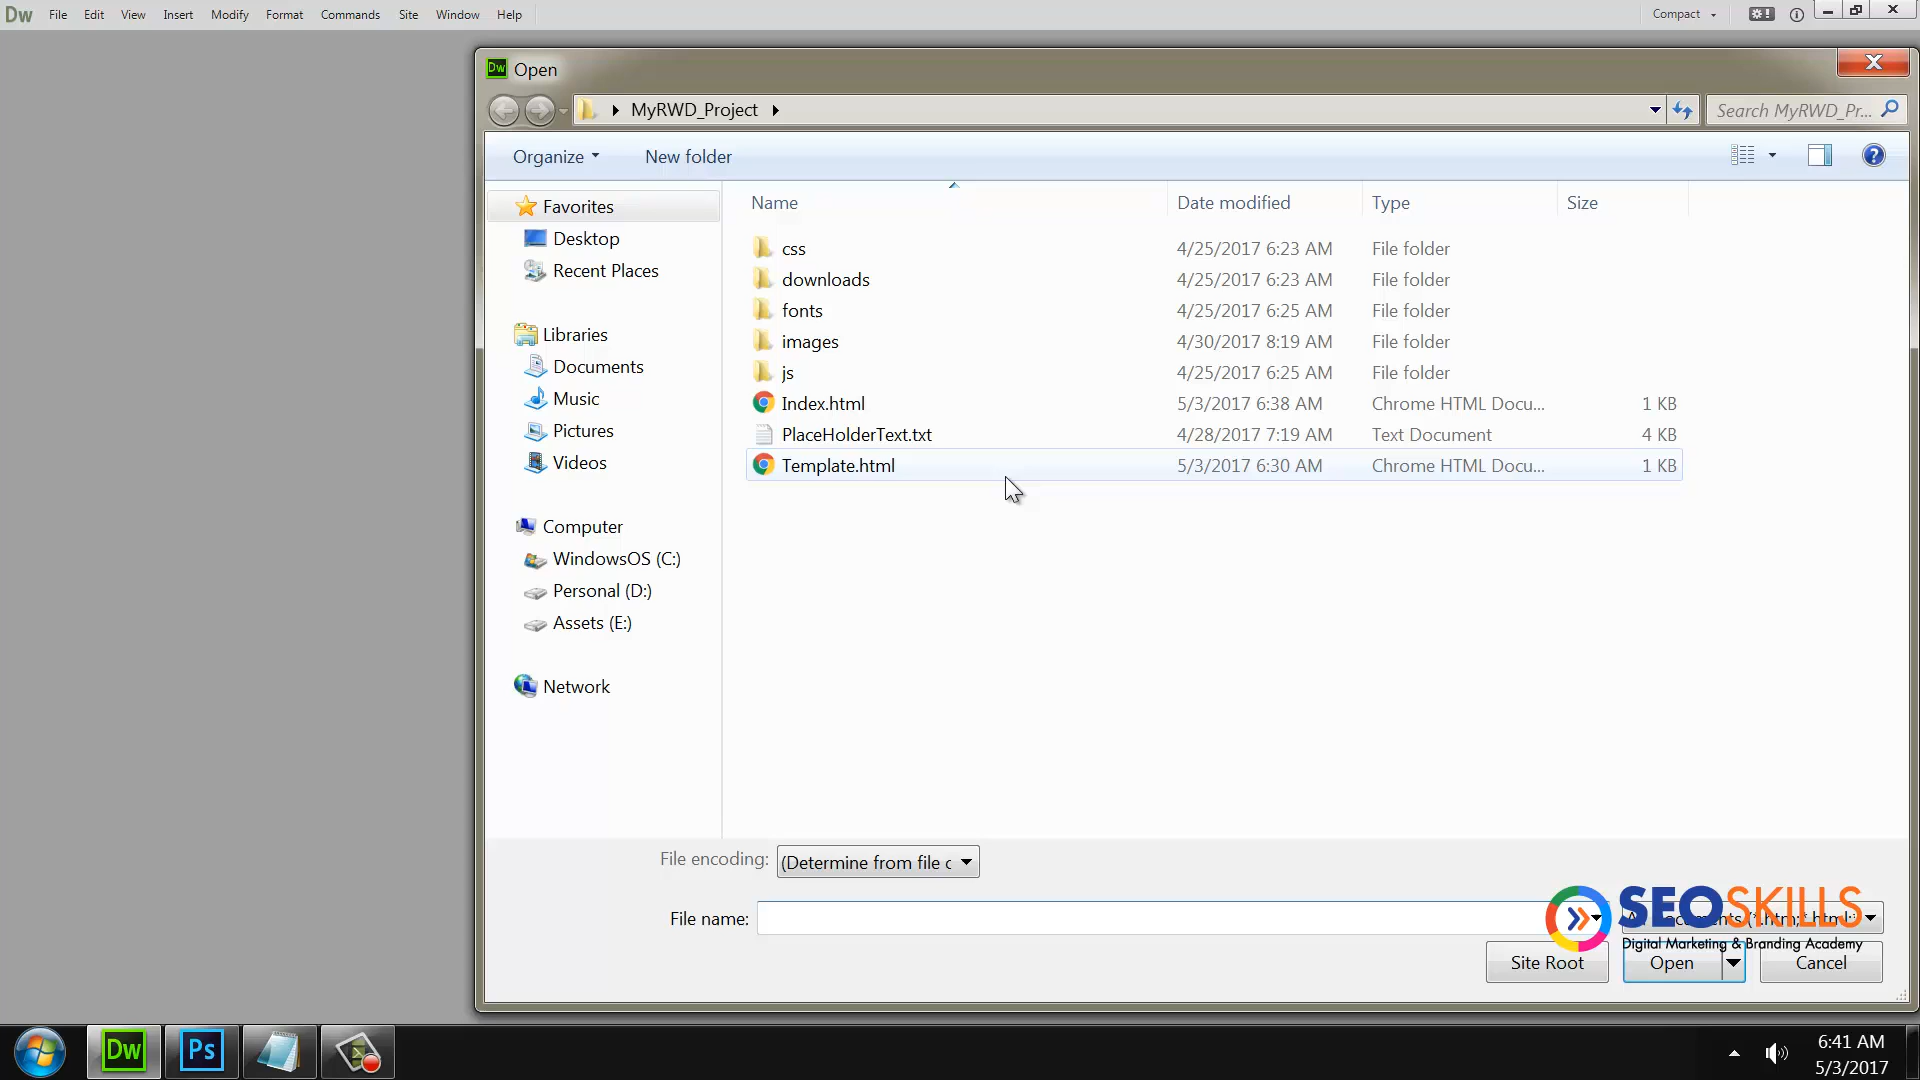 Dw File Edit View Insert Modify Format Commands Site Window Help Compact
Dw Open
MyRWD_Project Search MyRWD_Pr...
Organize New folder
Favorites
Desktop
Recent Places
Libraries
Documents
Music
Pictures
Videos
Computer
WindowsOS (C:)
Personal (D:)
Assets (E:)
Network
Name Date modified Type Size
css 4/25/2017 6:23 AM File folder
downloads 4/25/2017 6:23 AM File folder
fonts 4/25/2017 6:25 AM File folder
images 4/30/2017 8:19 AM File folder
js 4/25/2017 6:25 AM File folder
Index.html 5/3/2017 6:38 AM Chrome HTML Docu... 1 KB
PlaceHolderText.txt 4/28/2017 7:19 AM Text Document 4 KB
Template.html 5/3/2017 6:30 AM Chrome HTML Docu... 1 KB
File encoding: (Determine from file c
File name:
SEOSKILLS
Digital Marketing & Branding Academy
Site Root Open Cancel
Dw Ps
6:41 AM
5/3/2017